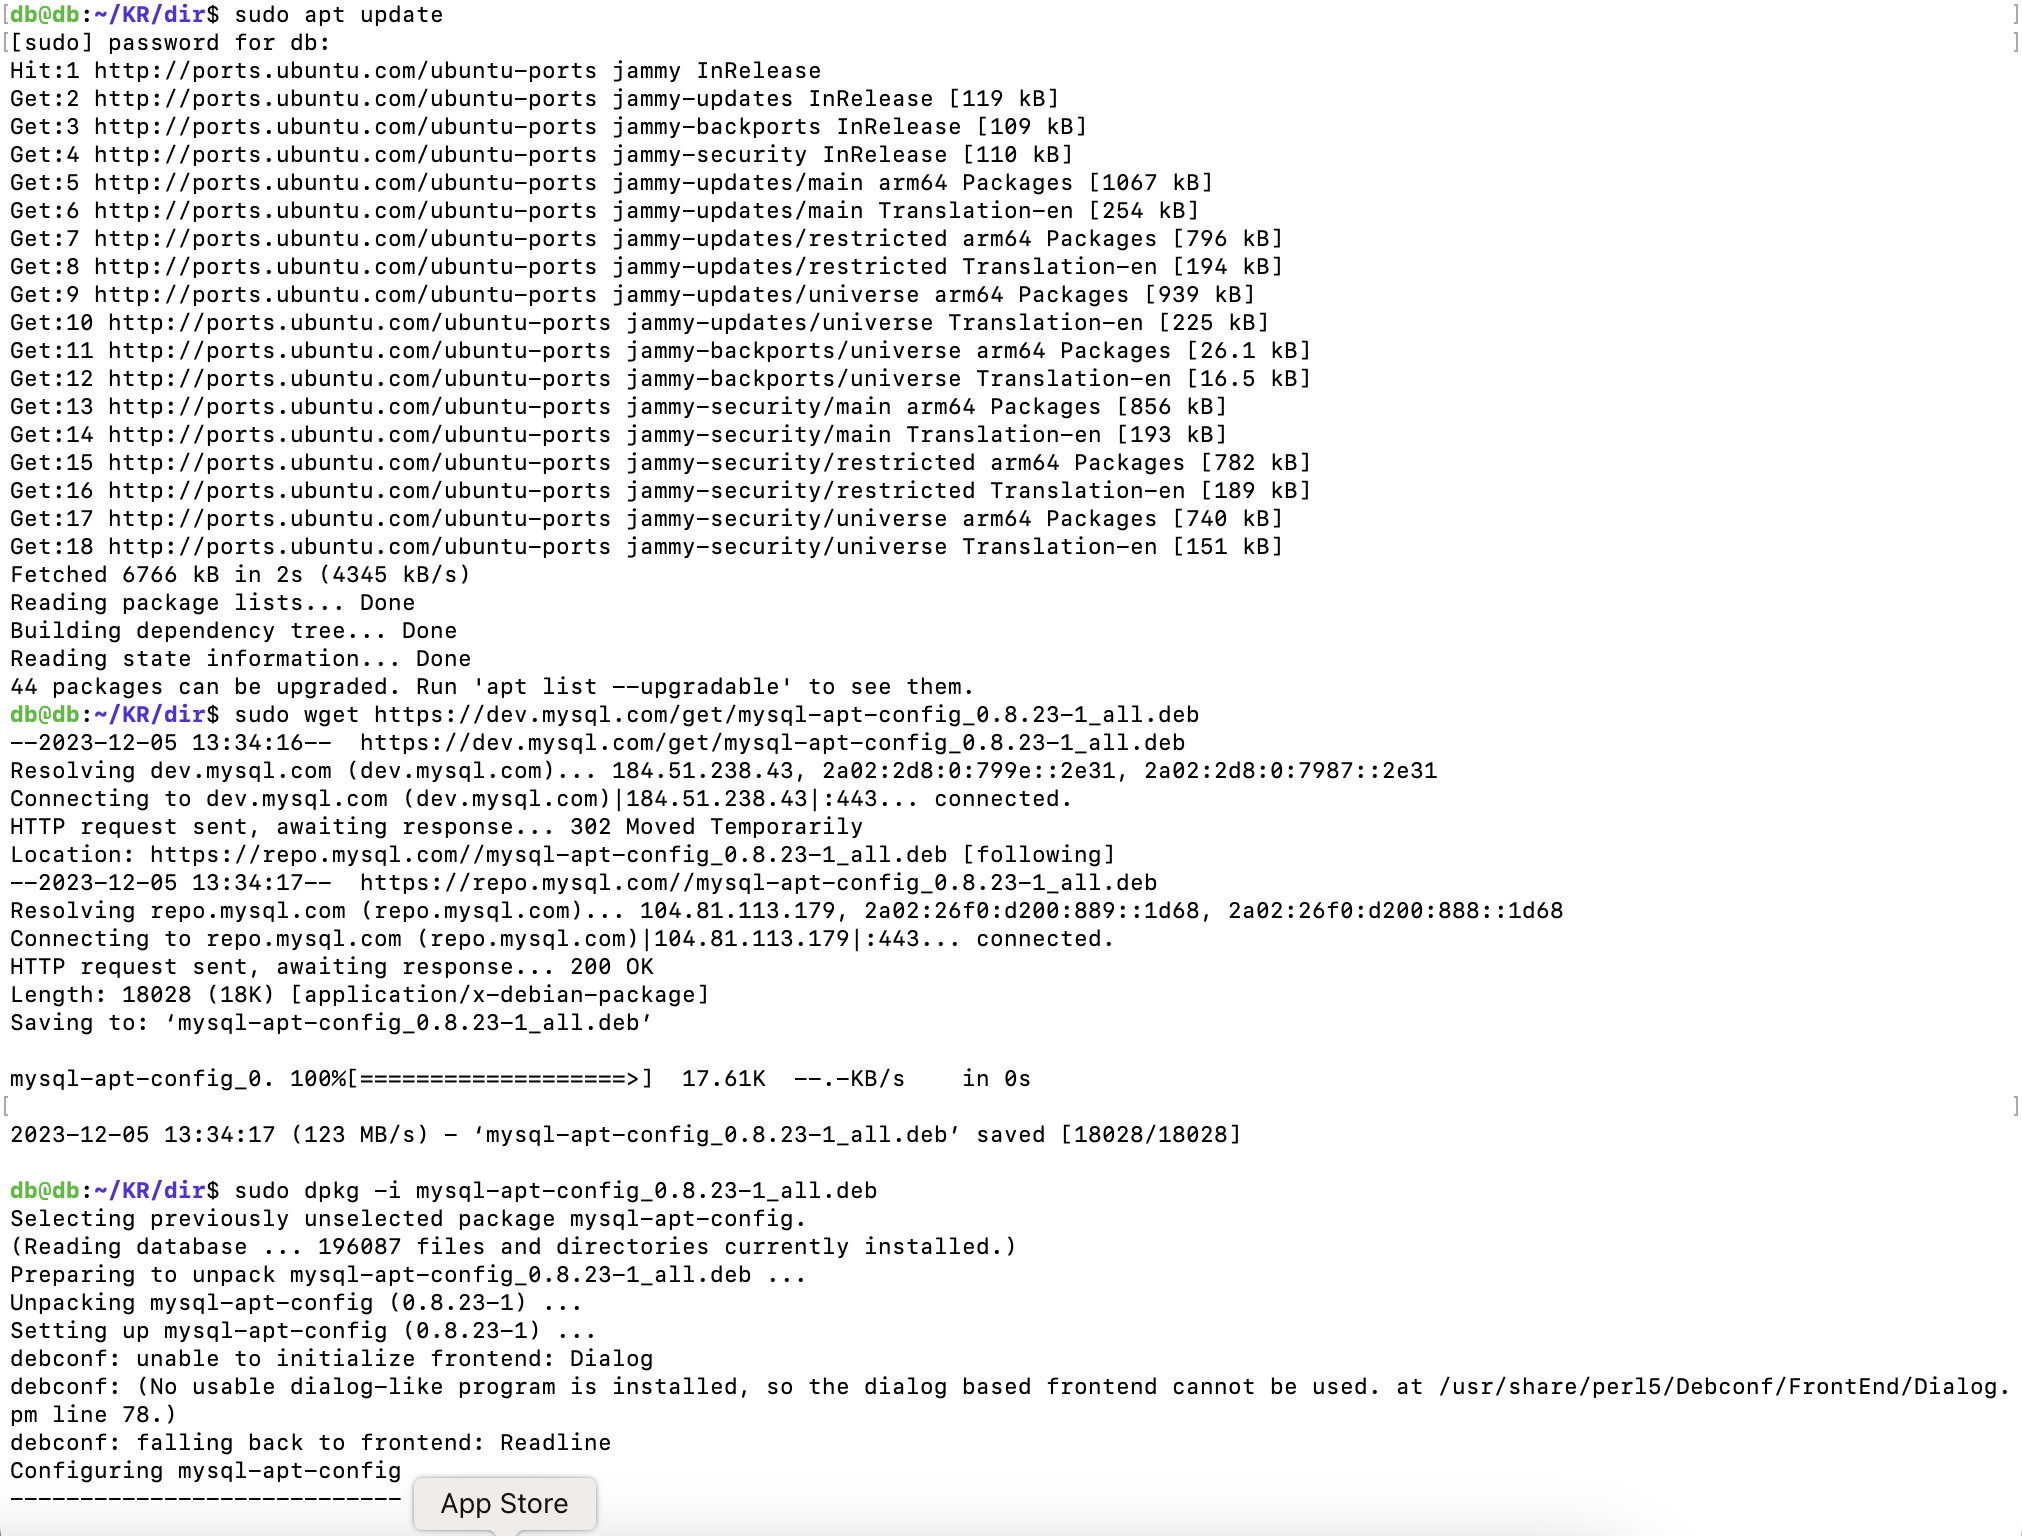 [db@db:~/KR/dir$ sudo apt update ]
[[sudo] password for db: ]
Hit:1 http://ports.ubuntu.com/ubuntu-ports jammy InRelease
Get:2 http://ports.ubuntu.com/ubuntu-ports jammy-updates InRelease [119 kB]
Get:3 http://ports.ubuntu.com/ubuntu-ports jammy-backports InRelease [109 kB]
Get:4 http://ports.ubuntu.com/ubuntu-ports jammy-security InRelease [110 kB]
Get:5 http://ports.ubuntu.com/ubuntu-ports jammy-updates/main arm64 Packages [1067 kB]
Get:6 http://ports.ubuntu.com/ubuntu-ports jammy-updates/main Translation-en [254 kB]
Get:7 http://ports.ubuntu.com/ubuntu-ports jammy-updates/restricted arm64 Packages [796 kB]
Get:8 http://ports.ubuntu.com/ubuntu-ports jammy-updates/restricted Translation-en [194 kB]
Get:9 http://ports.ubuntu.com/ubuntu-ports jammy-updates/universe arm64 Packages [939 kB]
Get:10 http://ports.ubuntu.com/ubuntu-ports jammy-updates/universe Translation-en [225 kB]
Get:11 http://ports.ubuntu.com/ubuntu-ports jammy-backports/universe arm64 Packages [26.1 kB]
Get:12 http://ports.ubuntu.com/ubuntu-ports jammy-backports/universe Translation-en [16.5 kB]
Get:13 http://ports.ubuntu.com/ubuntu-ports jammy-security/main arm64 Packages [856 kB]
Get:14 http://ports.ubuntu.com/ubuntu-ports jammy-security/main Translation-en [193 kB]
Get:15 http://ports.ubuntu.com/ubuntu-ports jammy-security/restricted arm64 Packages [782 kB]
Get:16 http://ports.ubuntu.com/ubuntu-ports jammy-security/restricted Translation-en [189 kB]
Get:17 http://ports.ubuntu.com/ubuntu-ports jammy-security/universe arm64 Packages [740 kB]
Get:18 http://ports.ubuntu.com/ubuntu-ports jammy-security/universe Translation-en [151 kB]
Fetched 6766 kB in 2s (4345 kB/s)
Reading package lists... Done
Building dependency tree... Done
Reading state information... Done
44 packages can be upgraded. Run 'apt list --upgradable' to see them.
db@db:~/KR/dir$ sudo wget https://dev.mysql.com/get/mysql-apt-config_0.8.23-1_all.deb
--2023-12-05 13:34:16--  https://dev.mysql.com/get/mysql-apt-config_0.8.23-1_all.deb
Resolving dev.mysql.com (dev.mysql.com)... 184.51.238.43, 2a02:2d8:0:799e::2e31, 2a02:2d8:0:7987::2e31
Connecting to dev.mysql.com (dev.mysql.com)|184.51.238.43|:443... connected.
HTTP request sent, awaiting response... 302 Moved Temporarily
Location: https://repo.mysql.com//mysql-apt-config_0.8.23-1_all.deb [following]
--2023-12-05 13:34:17--  https://repo.mysql.com//mysql-apt-config_0.8.23-1_all.deb
Resolving repo.mysql.com (repo.mysql.com)... 104.81.113.179, 2a02:26f0:d200:889::1d68, 2a02:26f0:d200:888::1d68
Connecting to repo.mysql.com (repo.mysql.com)|104.81.113.179|:443... connected.
HTTP request sent, awaiting response... 200 OK
Length: 18028 (18K) [application/x-debian-package]
Saving to: ‘mysql-apt-config_0.8.23-1_all.deb’
mysql-apt-config_0. 100%[===================>]  17.61K  --.-KB/s    in 0s
[ ]
2023-12-05 13:34:17 (123 MB/s) - ‘mysql-apt-config_0.8.23-1_all.deb’ saved [18028/18028]
db@db:~/KR/dir$ sudo dpkg -i mysql-apt-config_0.8.23-1_all.deb
Selecting previously unselected package mysql-apt-config.
(Reading database ... 196087 files and directories currently installed.)
Preparing to unpack mysql-apt-config_0.8.23-1_all.deb ...
Unpacking mysql-apt-config (0.8.23-1) ...
Setting up mysql-apt-config (0.8.23-1) ...
debconf: unable to initialize frontend: Dialog
debconf: (No usable dialog-like program is installed, so the dialog based frontend cannot be used. at /usr/share/perl5/Debconf/FrontEnd/Dialog.
pm line 78.)
debconf: falling back to frontend: Readline
Configuring mysql-apt-config
----------------------------
App Store